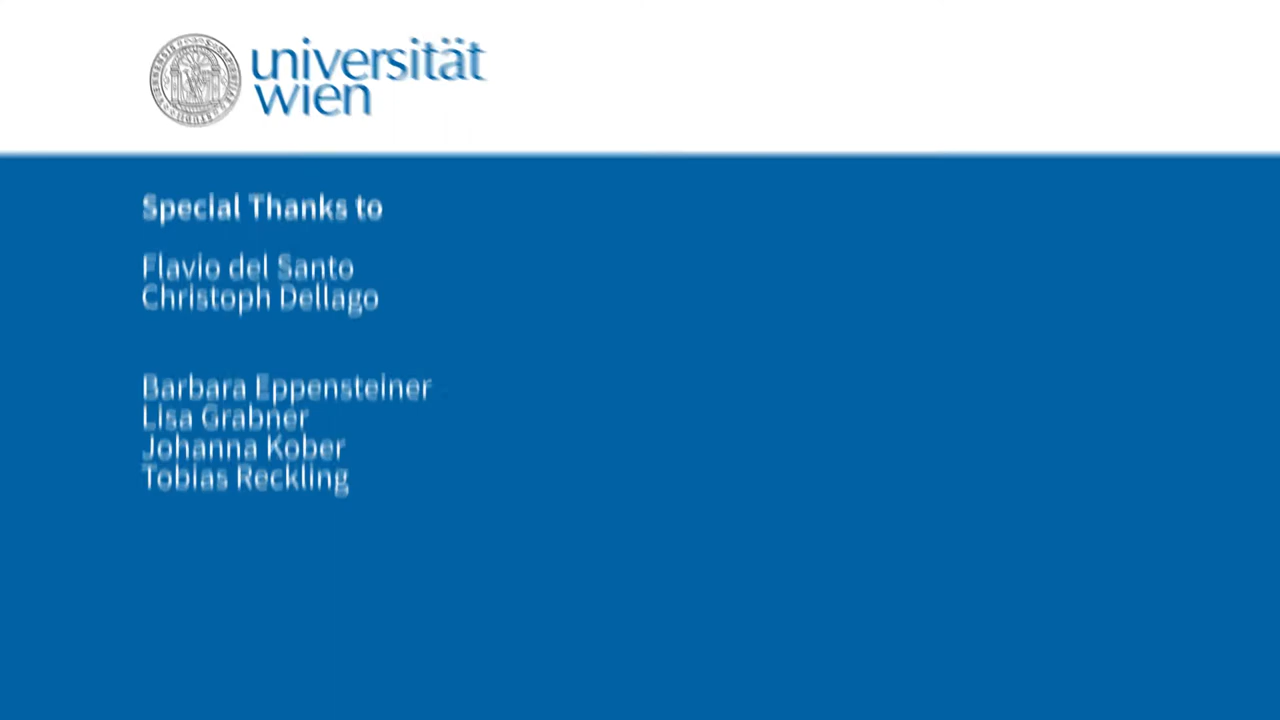 universität
wien
Special Thanks to
Flavio del Santo
Christoph Dellago
Barbara Eppensteiner
Lisa Grabner
Johanna Kober
Tobias Reckling